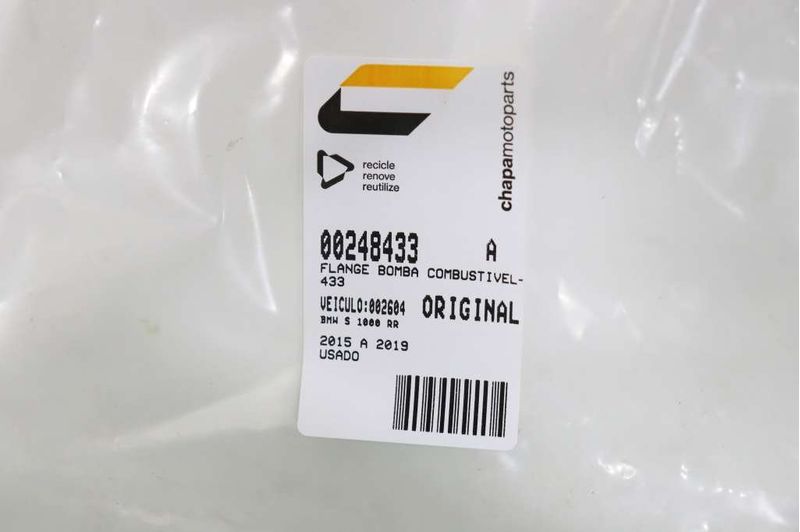 chapamotoparts
recicle
renove
reutilize
00248433 A
FLANGE BOMBA COMBUSTIVEL-
433
VEICULO:002604 ORIGINAL
BMW S 1000 RR
2015 A 2019
USADO